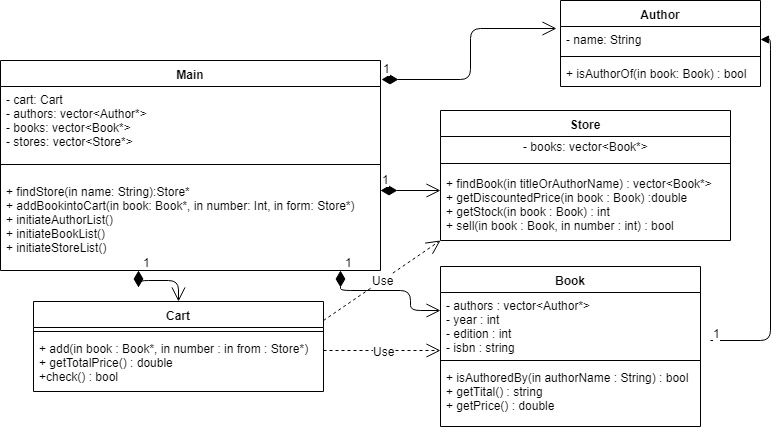 Author
- name: String
+ isAuthorOf(in book: Book) : bool
1
Main
- cart: Cart
- authors: vector<Author*>
- books: vector<Book*>
- stores: vector<Store*>
+ findStore(in name: String):Store*
+ addBookintoCart(in book: Book*, in number: Int, in form: Store*)
+ initiateAuthorList()
+ initiateBookList()
+ initiateStoreList()
1
1
1
Store
- books: vector<Book*>
+ findBook(in titleOrAuthorName) : vector<Book*>
+ getDiscountedPrice(in book : Book) :double
+ getStock(in book : Book) : int
+ sell(in book : Book, in number : int) : bool
Use
Cart
+ add(in book : Book*, in number : in from : Store*)
+ getTotalPrice() : double
+check() : bool
Use
Book
- authors : vector<Author*>
- year : int
- edition : int
- isbn : string
+ isAuthoredBy(in authorName : String) : bool
+ getTital() : string
+ getPrice() : double
1